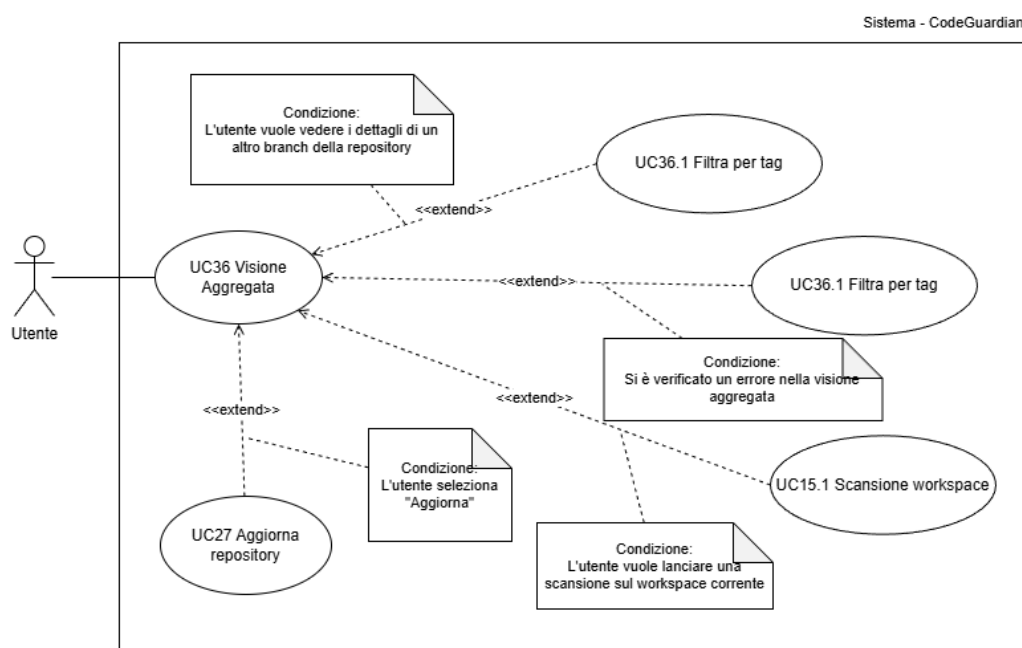 Sistema - CodeGuardian
Condizione:
L'utente vuole vedere i dettagli di un
altro branch della repository
UC36.1 Filtra per tag
<<extend>>
UC36 Visione
Aggregata
Utente
<<extend>>
UC36.1 Filtra per tag
Condizione:
Si è verificato un errore nella visione
aggregata
<<extend>>
<<extend>>
Condizione:
L'utente seleziona
"Aggiorna"
UC15.1 Scansione workspace
UC27 Aggiorna
repository
Condizione:
L'utente vuole lanciare una
scansione sul workspace corrente